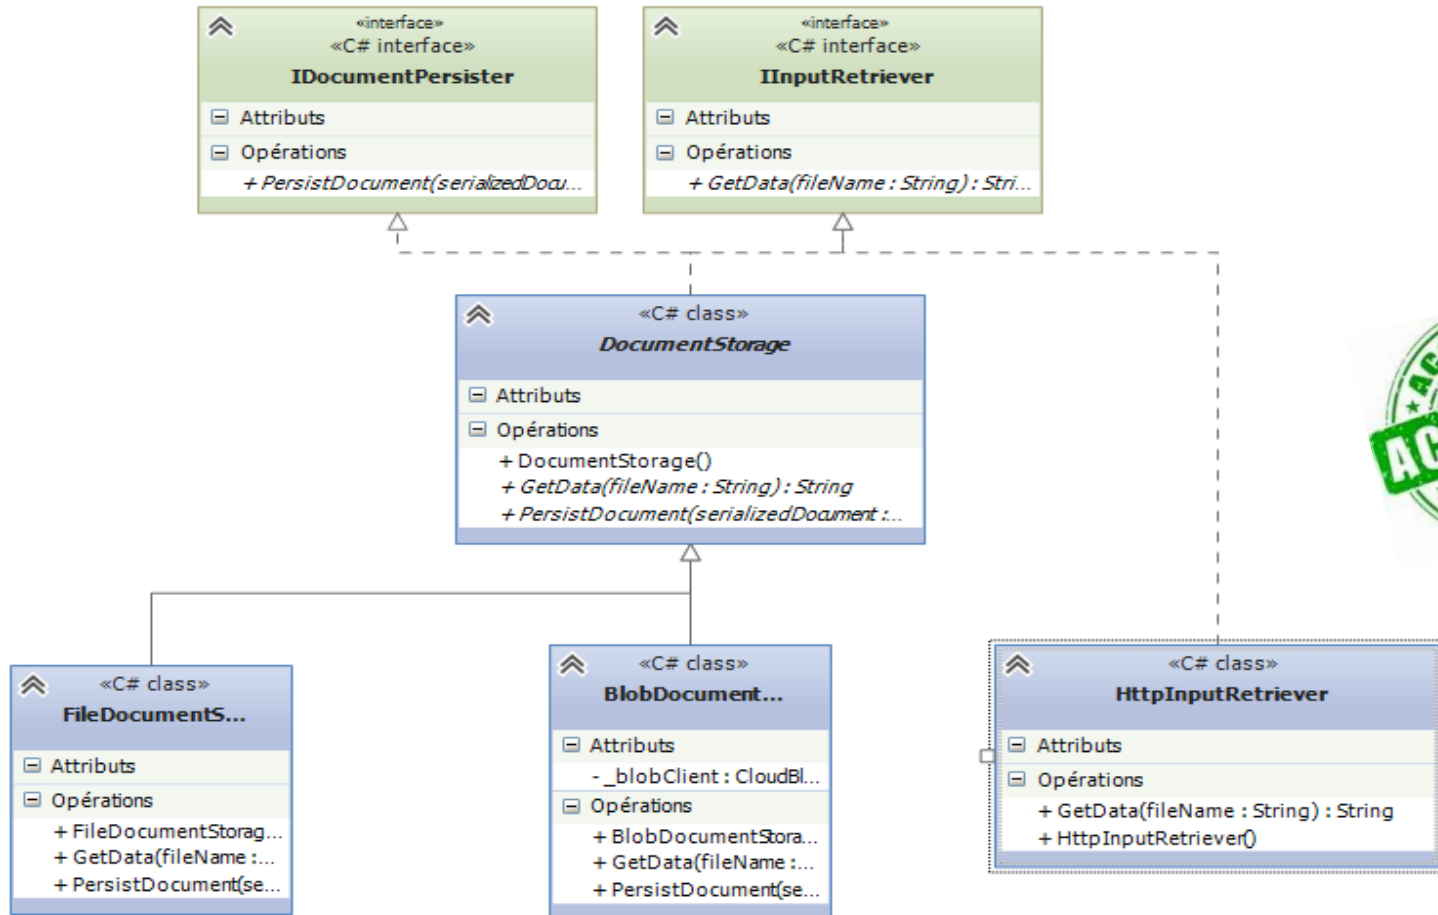 «interface»
«C# interface»
IDocumentPersister
Attributs
Opérations
+ PersistDocument(serializedDocu...
«interface»
«C# interface»
IInputRetriever
Attributs
Opérations
+ GetData(fileName : String) : Stri...
«C# class»
DocumentStorage
Attributs
Opérations
+ DocumentStorage()
+ GetData(fileName : String) : String
+ PersistDocument(serializedDocument :...
«C# class»
FileDocumentS...
Attributs
Opérations
+ FileDocumentStorag...
+ GetData(fileName :...
+ PersistDocument(se...
«C# class»
BlobDocument...
Attributs
- _blobClient : CloudBl...
Opérations
+ BlobDocumentStora...
+ GetData(fileName :...
+ PersistDocument(se...
«C# class»
HttpInputRetriever
Attributs
Opérations
+ GetData(fileName : String) : String
+ HttpInputRetriever()